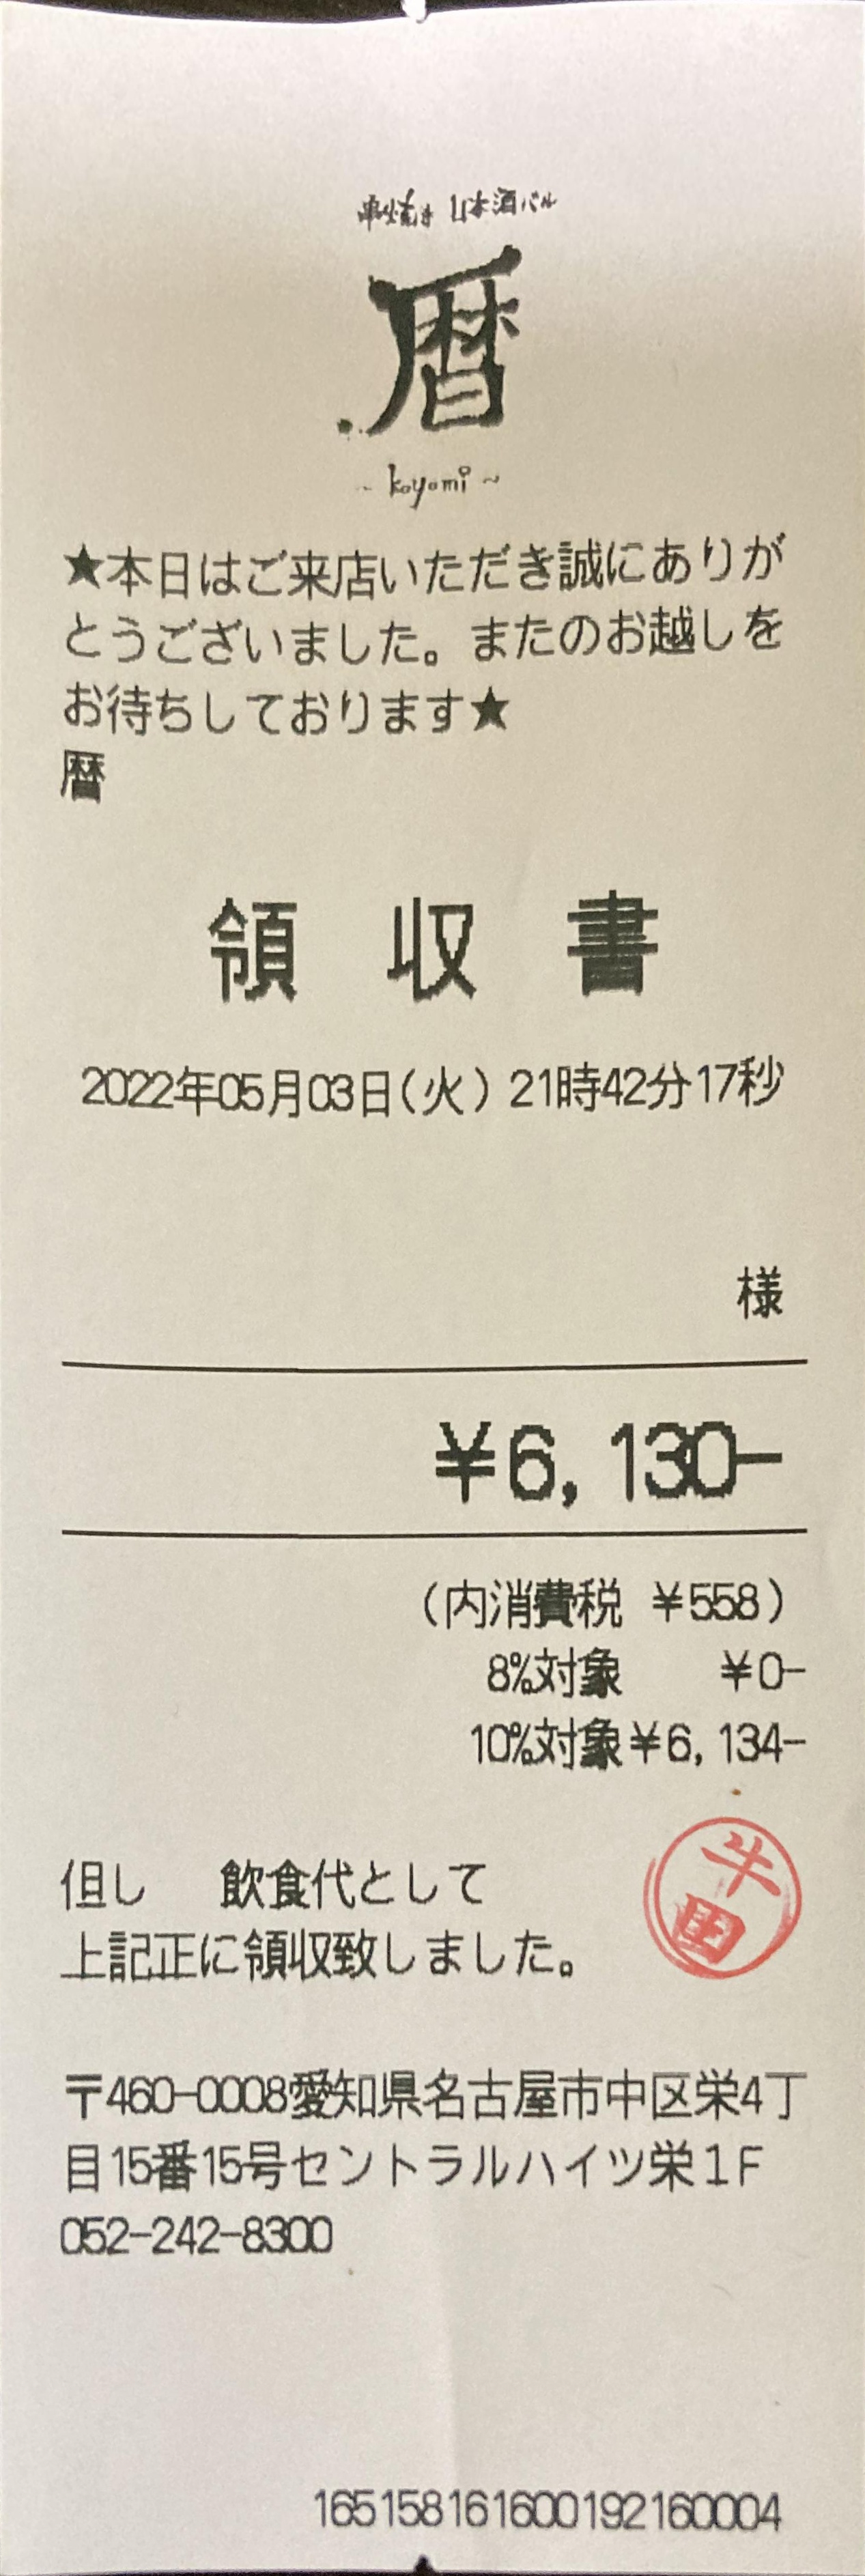 串焼き 日本酒バル
暦
~ koyomi ~
★本日はご来店いただき誠にありが
とうございました。またのお越しを
お待ちしております★
暦
領 収 書
2022年05月03日(火) 21時42分17秒
様
¥6,130-
(内消費税 ¥558)
8%対象 ¥0-
10%対象¥6,134-
但し 飲食代として
上記正に領収致しました。
牛田
〒460-0008愛知県名古屋市中区栄4丁
目15番15号セントラルハイツ栄1F
052-242-8300
165158161600192160004